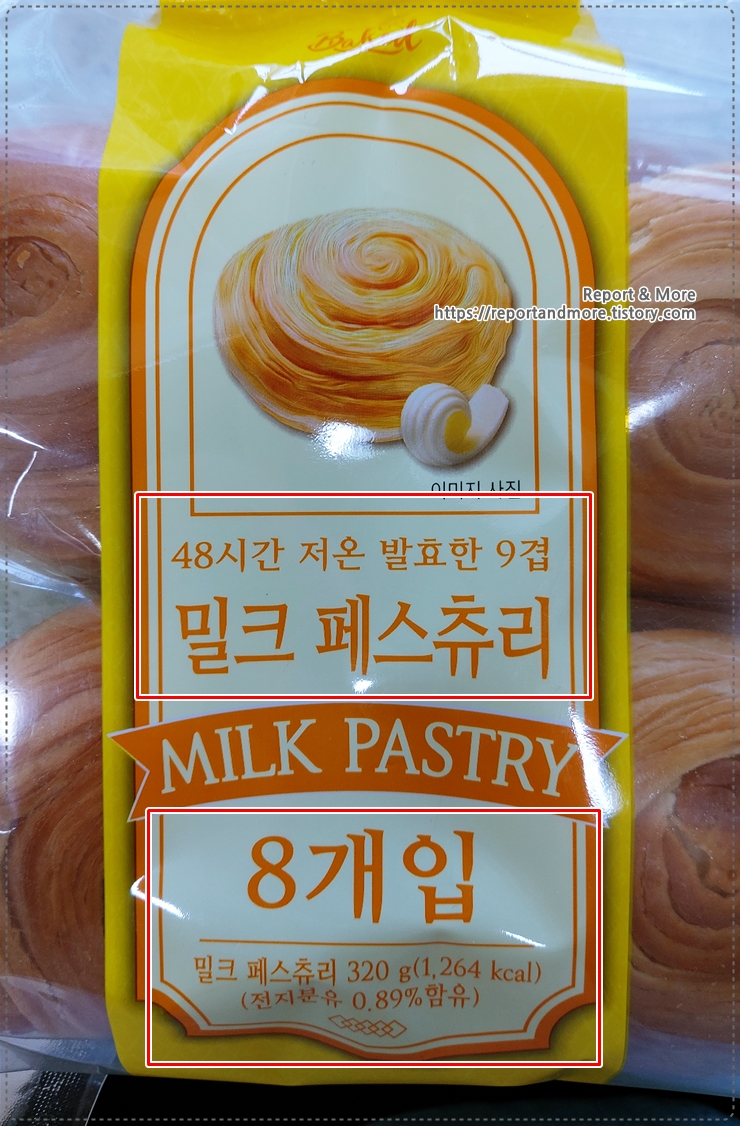 Report & More
https://reportandmore.tistory.com
이미지 사진
48시간 저온 발효한 9겹
밀크 페스츄리
MILK PASTRY
8개입
밀크 페스츄리 320 g(1,264 kcal)
(전지분유 0.89%함유)